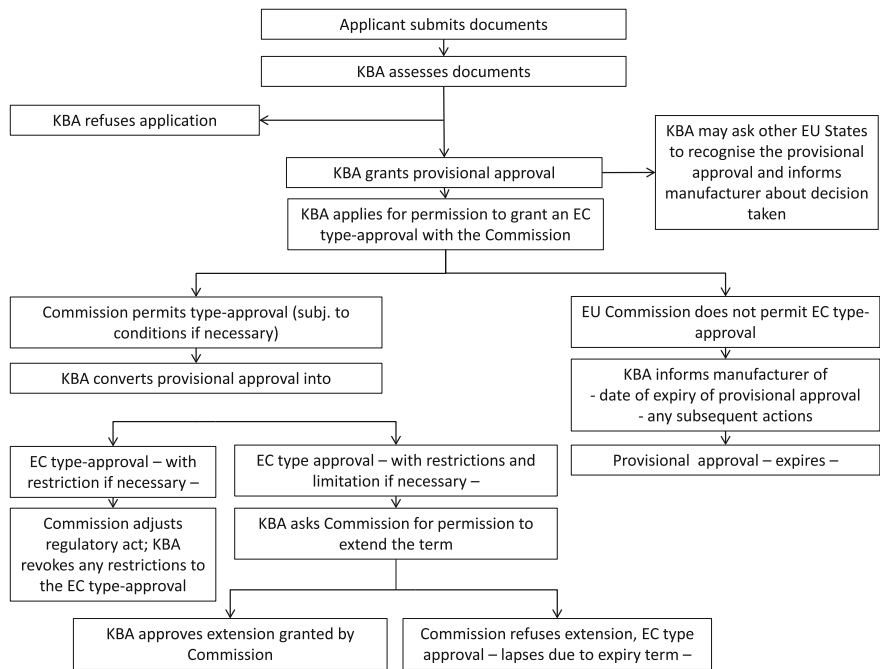 Applicant submits documents
KBA assesses documents
KBA refuses application
KBA may ask other EU States
to recognise the provisional
approval and informs
manufacturer about decision
taken
KBA grants provisional approval
KBA applies for permission to grant an EC
type-approval with the Commission
Commission permits type-approval (subj. to
conditions if necessary)
EU Commission does not permit EC type-
approval
KBA converts provisional approval into
KBA informs manufacturer of
- date of expiry of provisional approval
- any subsequent actions
EC type-approval – with
restriction if necessary –
EC type approval – with restrictions and
limitation if necessary –
Provisional approval – expires –
Commission adjusts
regulatory act; KBA
revokes any restrictions to
the EC type-approval
KBA asks Commission for permission to
extend the term
KBA approves extension granted by
Commission
Commission refuses extension, EC type
approval – lapses due to expiry term –